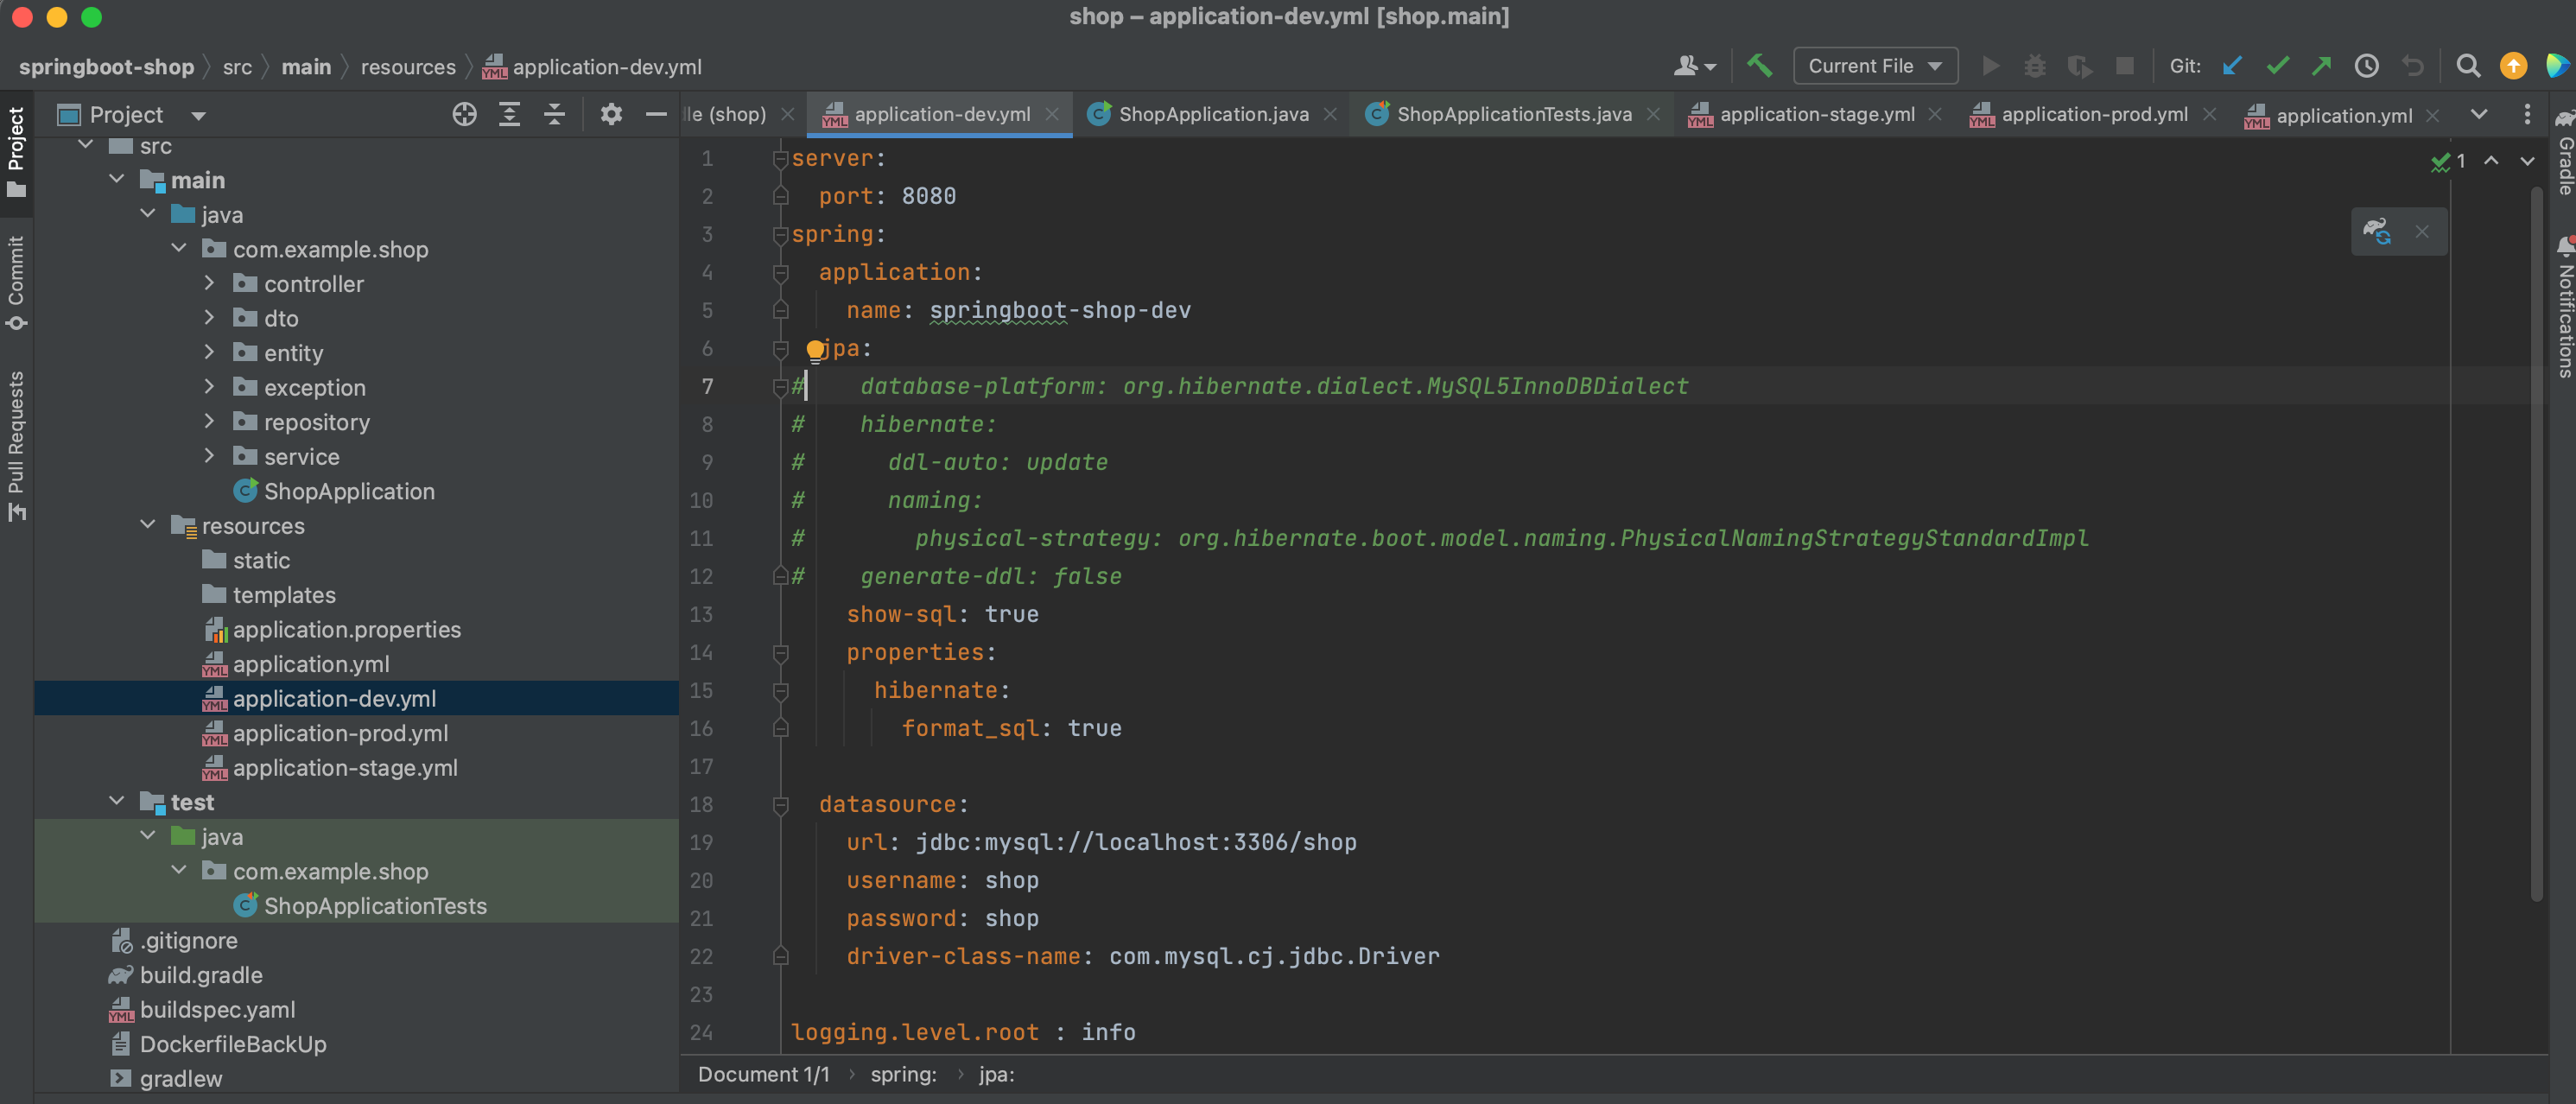 shop – application-dev.yml [shop.main]
springboot-shop 〉 src 〉 main 〉 resources 〉 application-dev.yml
Current File
Git:
Project
le (shop)
application-dev.yml
ShopApplication.java
ShopApplicationTests.java
application-stage.yml
application-prod.yml
application.yml
Project
Commit
Pull Requests
src
main
java
com.example.shop
controller
dto
entity
exception
repository
service
ShopApplication
resources
static
templates
application.properties
application.yml
application-dev.yml
application-prod.yml
application-stage.yml
test
java
com.example.shop
ShopApplicationTests
.gitignore
build.gradle
buildspec.yaml
DockerfileBackUp
gradlew
1 server:
2   port: 8080
3 spring:
4   application:
5     name: springboot-shop-dev
6   jpa:
7 #    database-platform: org.hibernate.dialect.MySQL5InnoDBDialect
8 #    hibernate:
9 #      ddl-auto: update
10 #      naming:
11 #        physical-strategy: org.hibernate.boot.model.naming.PhysicalNamingStrategyStandardImpl
12 #    generate-ddl: false
13     show-sql: true
14     properties:
15       hibernate:
16         format_sql: true
17
18   datasource:
19     url: jdbc:mysql://localhost:3306/shop
20     username: shop
21     password: shop
22     driver-class-name: com.mysql.cj.jdbc.Driver
23
24 logging.level.root : info
1
Gradle
Notifications
Document 1/1 › spring: › jpa: